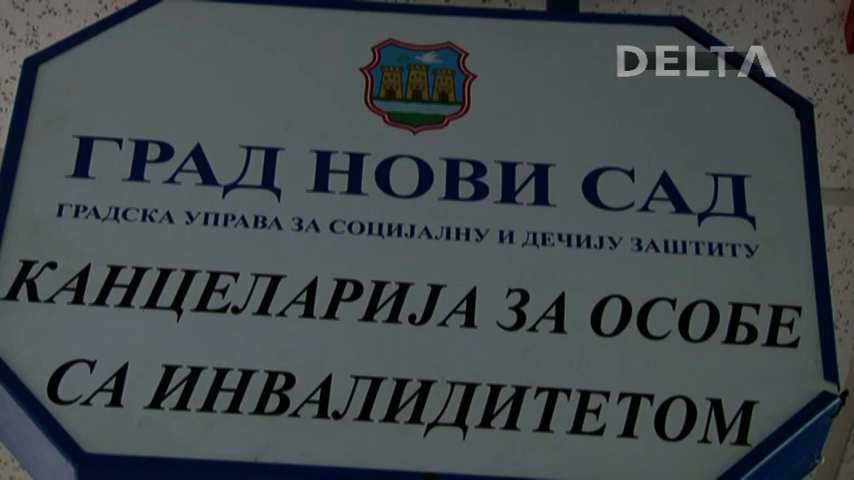 DELTA
ГРАД НОВИ САД
ГРАДСКА УПРАВА ЗА СОЦИЈАЛНУ И ДЕЧИЈУ ЗАШТИТУ
КАНЦЕЛАРИЈА ЗА ОСОБЕ
СА ИНВАЛИДИТЕТОМ